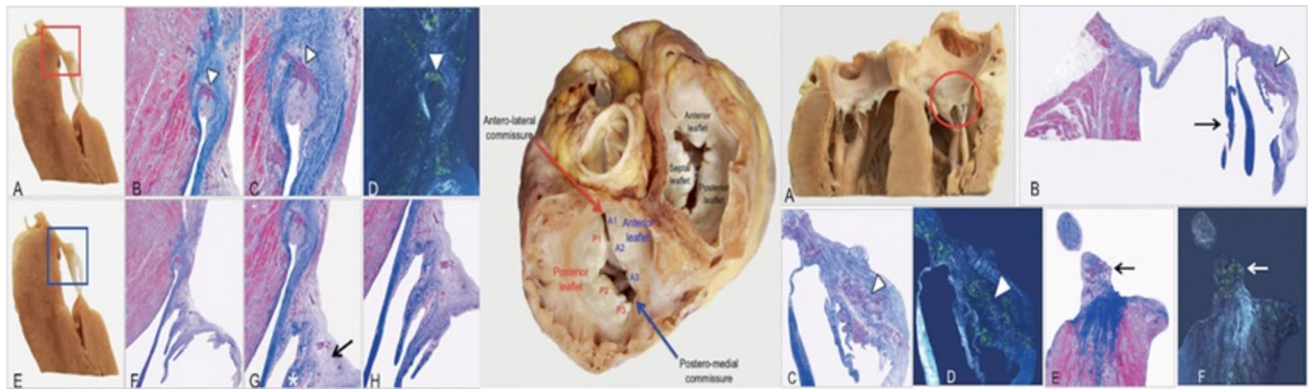 A
B
C
D
E
F
G
*
H
Antero-lateral
commissure
Anterior
leaflet
Septal
leaflet
Posterior
leaflet
A1
Anterior
leaflet
P1
A2
Posterior
leaflet
A3
P2
P3
Postero-medial
commissure
A
B
C
D
E
F